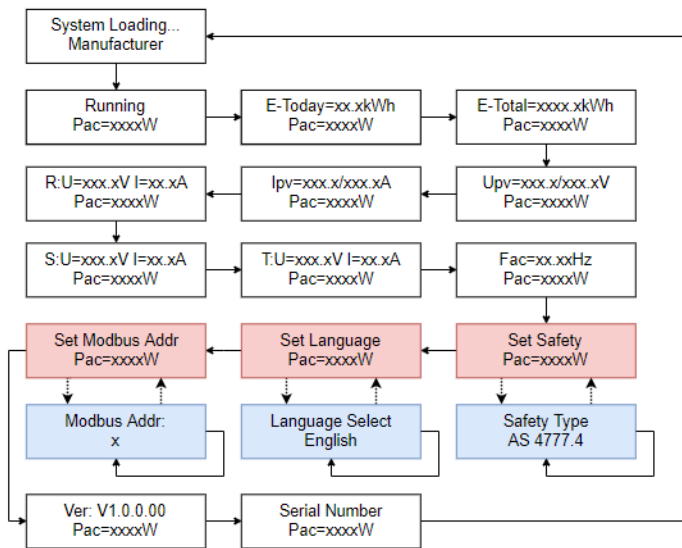 System Loading...
Manufacturer
Running
Pac=xxxxW
E-Today=xx.xkWh
Pac=xxxxW
E-Total=xxxx.xkWh
Pac=xxxxW
R:U=xxx.xV I=xx.xA
Pac=xxxxW
Ipv=xxx.x/xxx.xA
Pac=xxxxW
Upv=xxx.x/xxx.xV
Pac=xxxxW
S:U=xxx.xV I=xx.xA
Pac=xxxxW
T:U=xxx.xV I=xx.xA
Pac=xxxxW
Fac=xx.xxHz
Pac=xxxxW
Set Modbus Addr
Pac=xxxxW
Set Language
Pac=xxxxW
Set Safety
Pac=xxxxW
Modbus Addr:
x
Language Select
English
Safety Type
AS 4777.4
Ver: V1.0.0.00
Pac=xxxxW
Serial Number
Pac=xxxxW